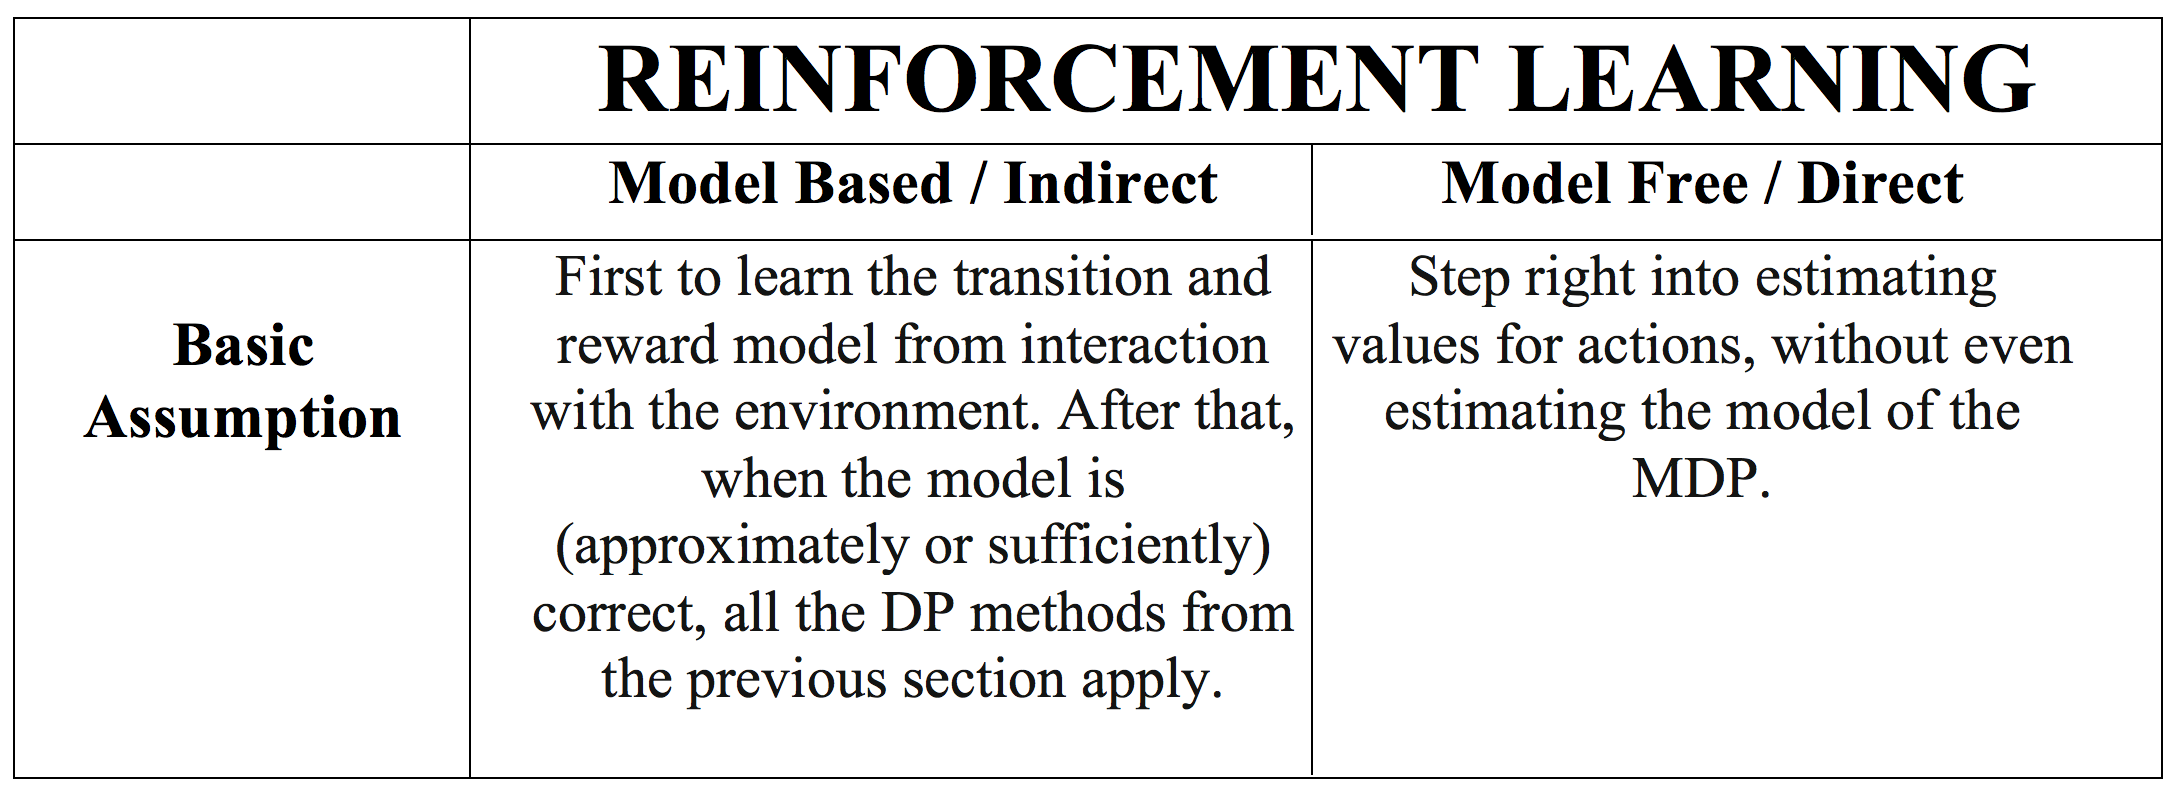 REINFORCEMENT LEARNING
Model Based / Indirect
Model Free / Direct
Basic
Assumption
First to learn the transition and
reward model from interaction
with the environment. After that,
when the model is
(approximately or sufficiently)
correct, all the DP methods from
the previous section apply.
Step right into estimating
values for actions, without even
estimating the model of the
MDP.